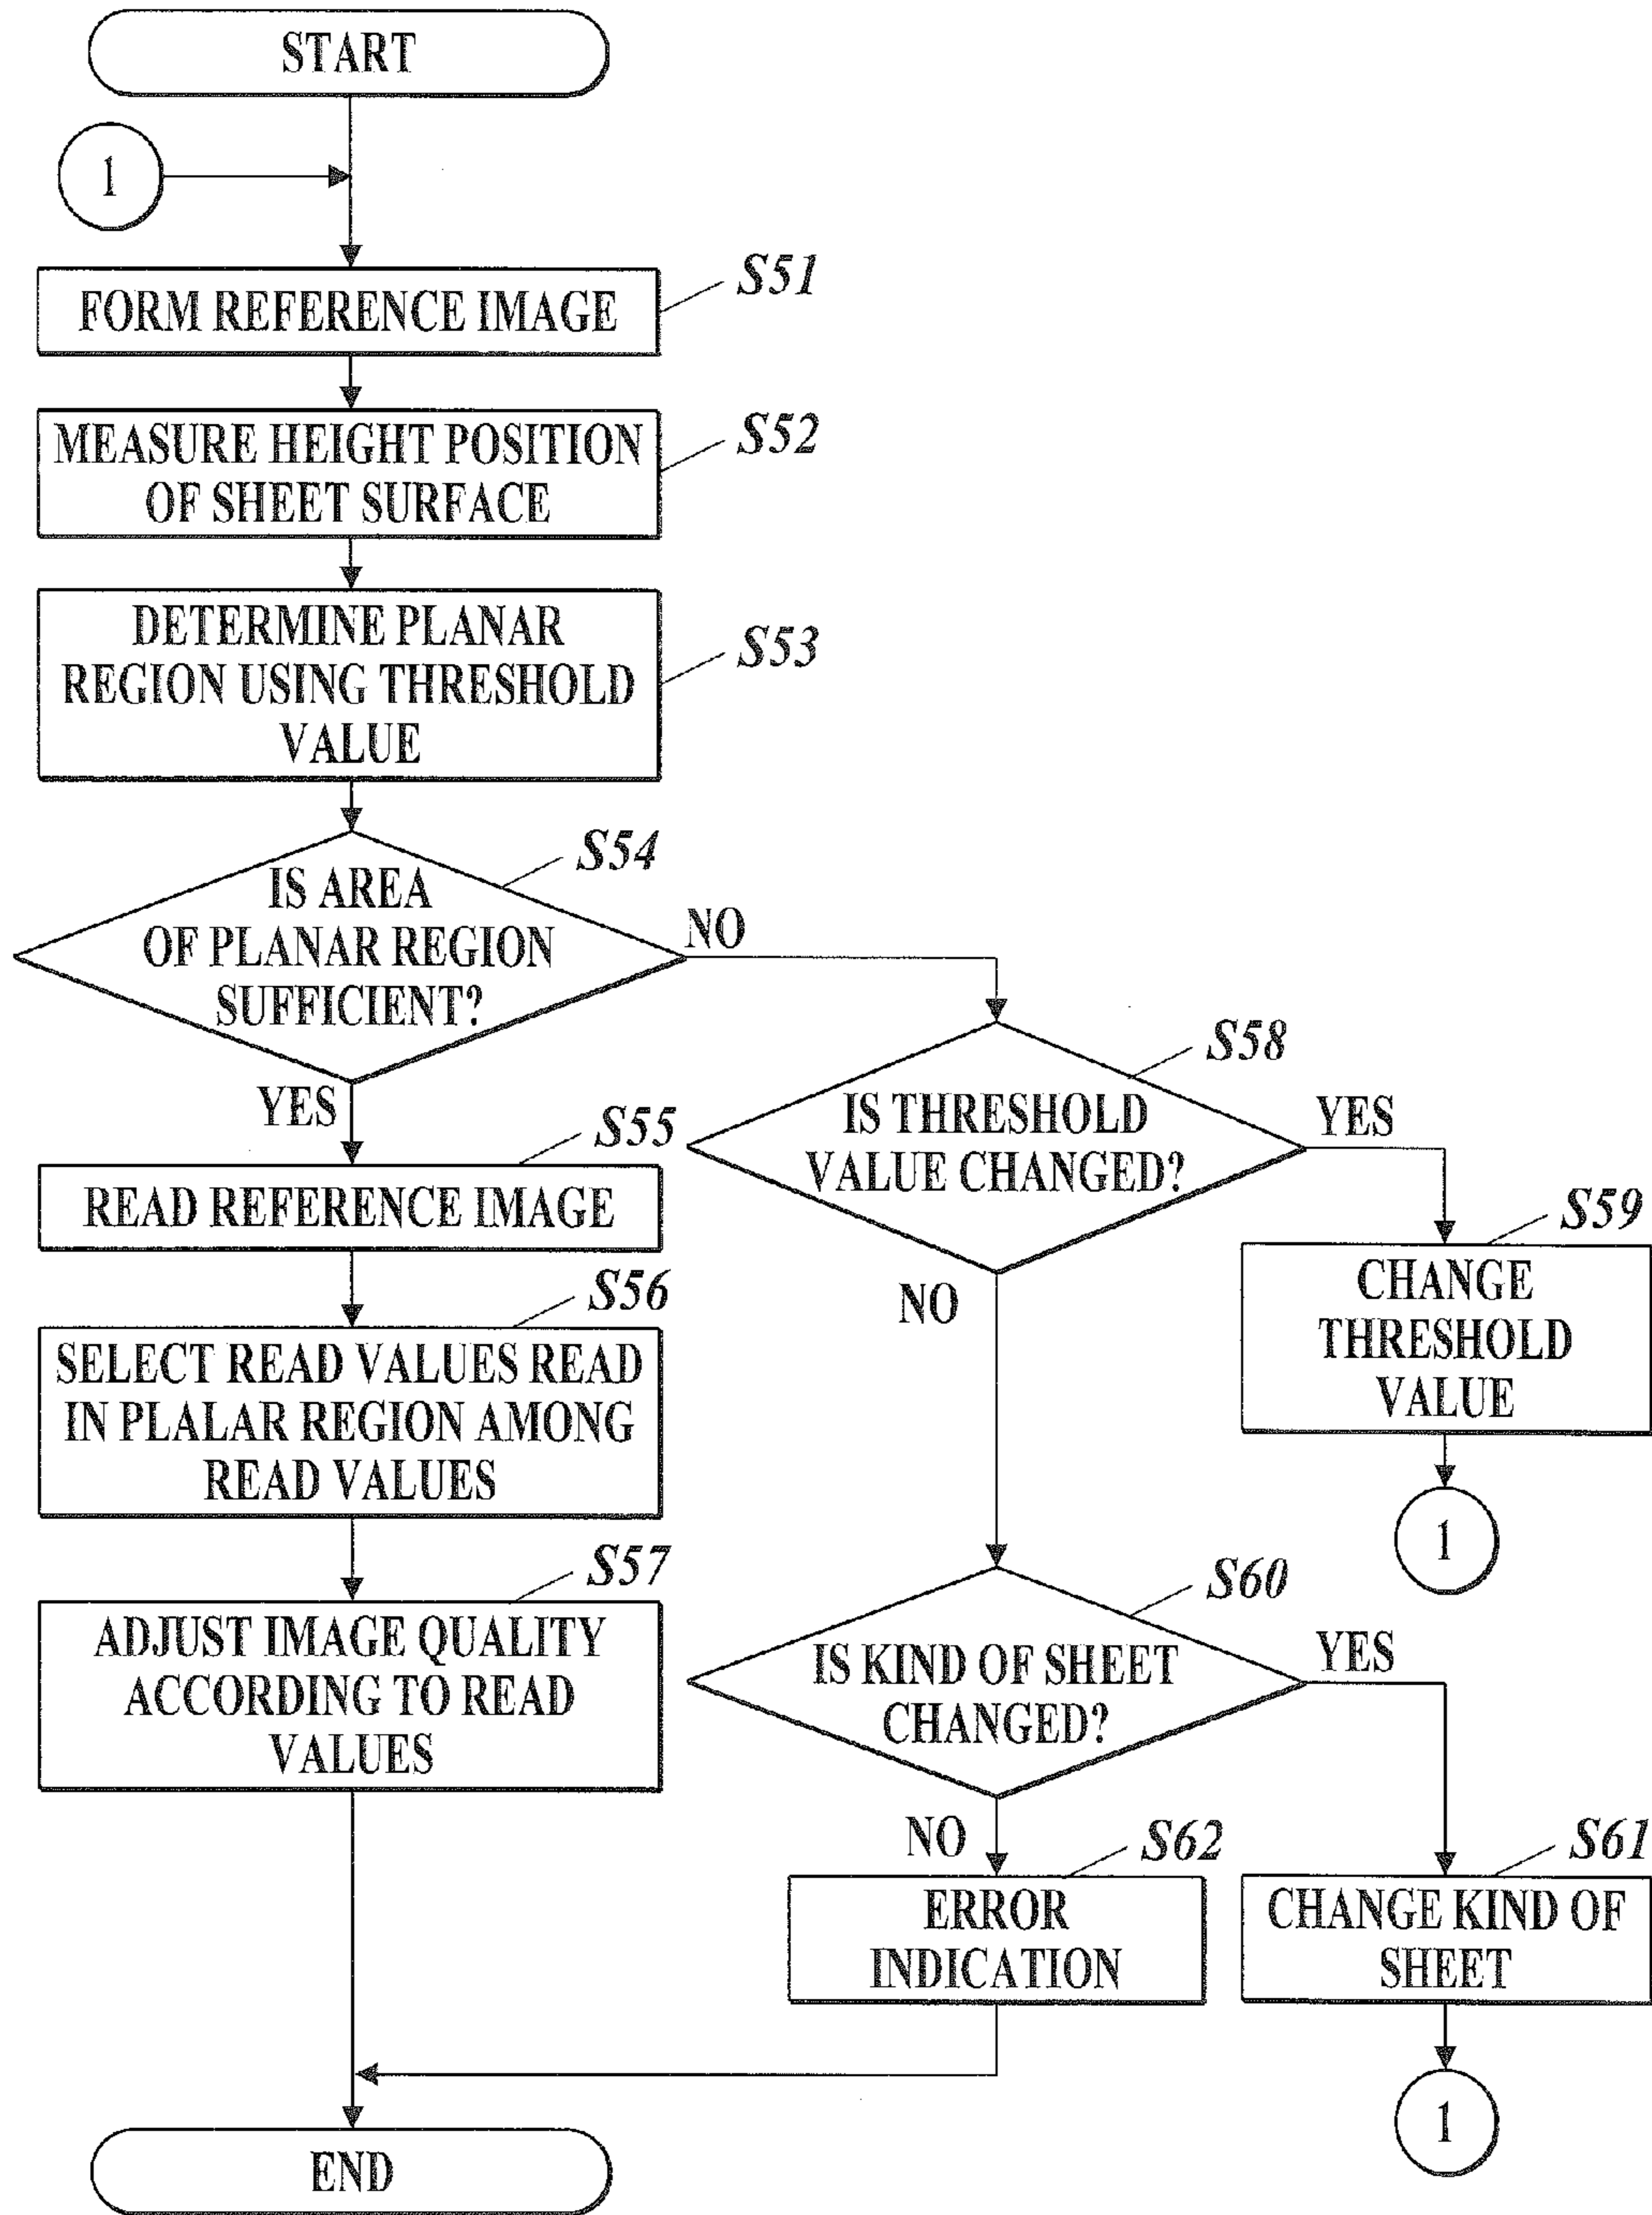 START
1
FORM REFERENCE IMAGE
S51
MEASURE HEIGHT POSITION
OF SHEET SURFACE
S52
DETERMINE PLANAR
REGION USING THRESHOLD
VALUE
S53
IS AREA
OF PLANAR REGION
SUFFICIENT?
S54
NO
YES
READ REFERENCE IMAGE
S55
SELECT READ VALUES READ
IN PLALAR REGION AMONG
READ VALUES
S56
ADJUST IMAGE QUALITY
ACCORDING TO READ
VALUES
S57
IS THRESHOLD
VALUE CHANGED?
S58
YES
NO
CHANGE
THRESHOLD
VALUE
S59
1
IS KIND OF SHEET
CHANGED?
S60
YES
NO
ERROR
INDICATION
S62
CHANGE KIND OF
SHEET
S61
1
END